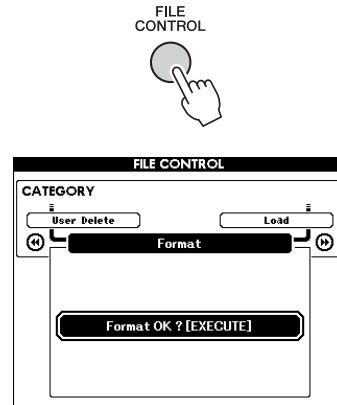 FILE
CONTROL
FILE CONTROL
CATEGORY
User Delete
Load
Format
Format OK ? [EXECUTE]